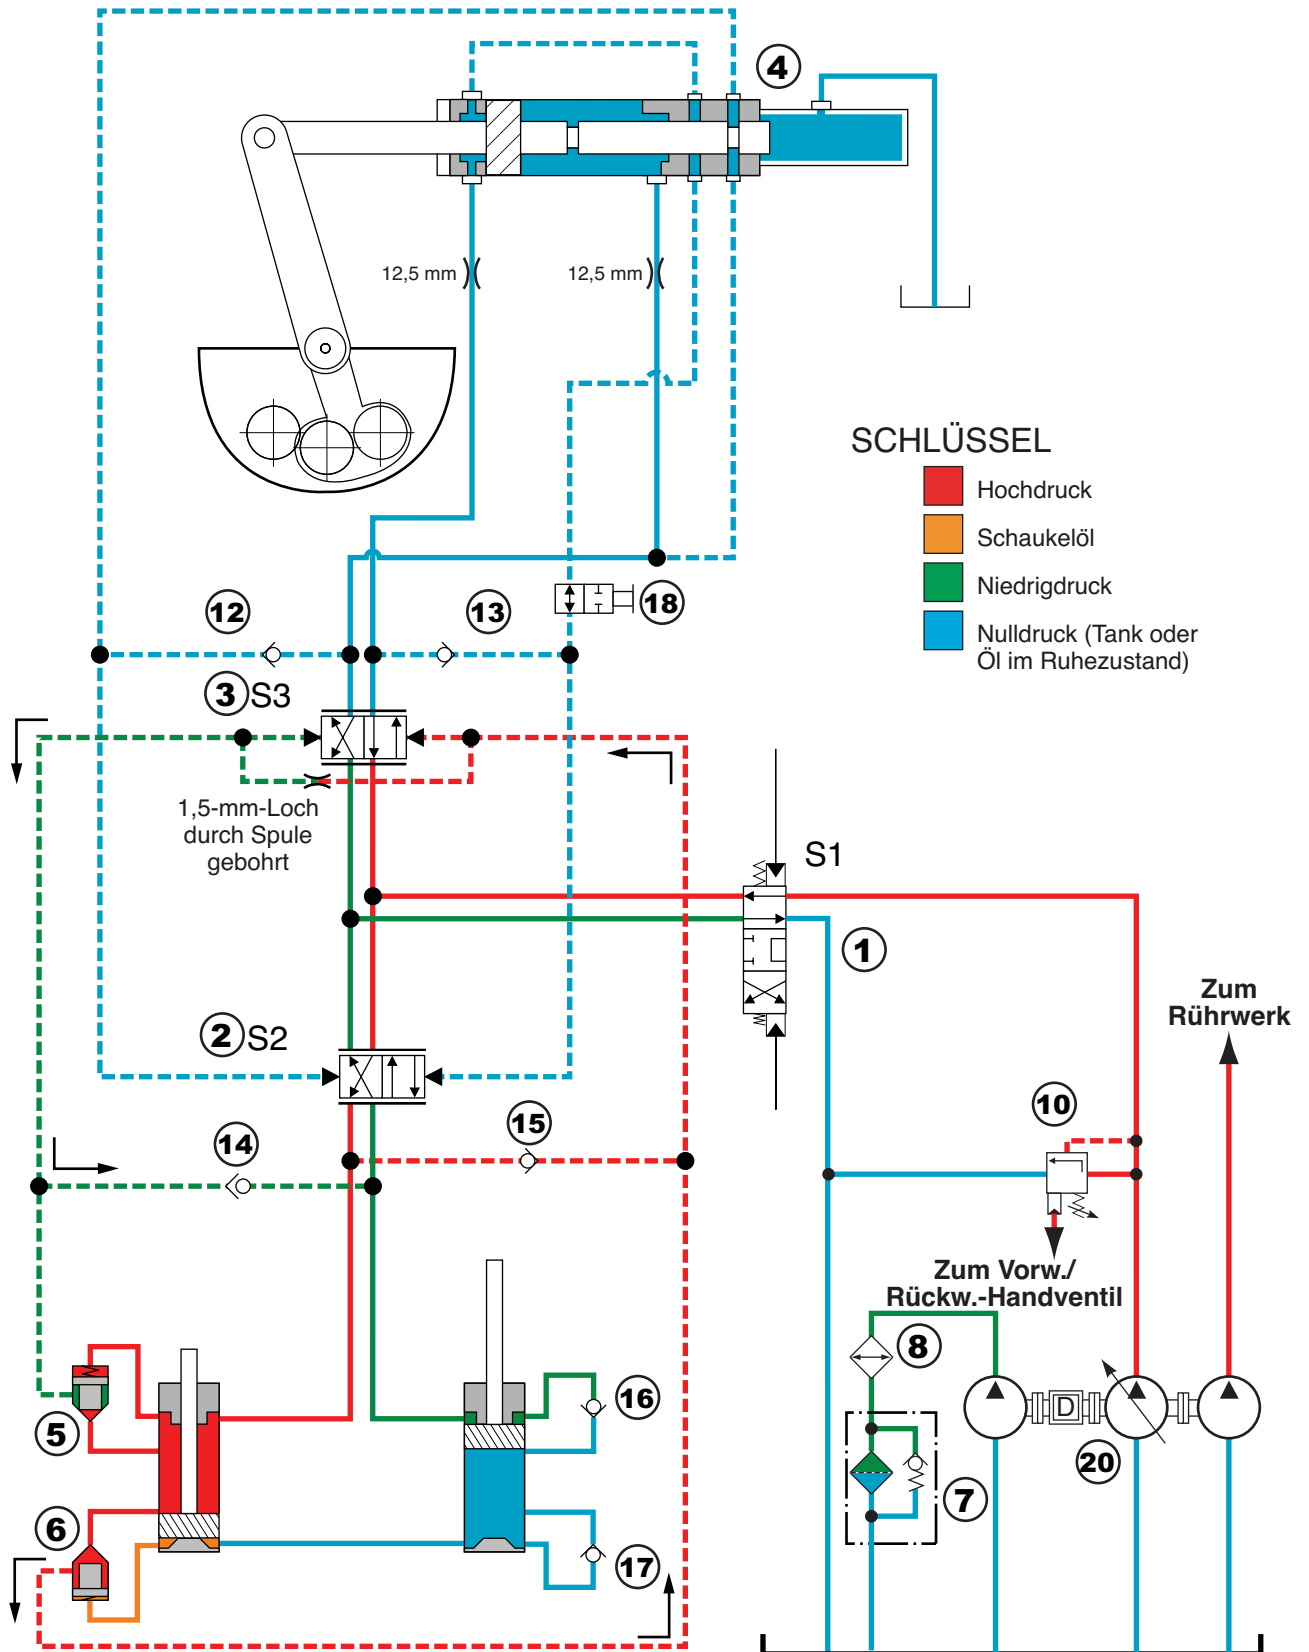 4
12,5 mm
12,5 mm
SCHLÜSSEL
Hochdruck
Schaukelöl
Niedrigdruck
Nulldruck (Tank oder
Öl im Ruhezustand)
18
12
13
3 S3
1,5-mm-Loch
durch Spule
gebohrt
S1
1
Zum
Rührwerk
2 S2
10
15
14
Zum Vorw./
Rückw.-Handventil
8
16
5
D
20
7
6
17